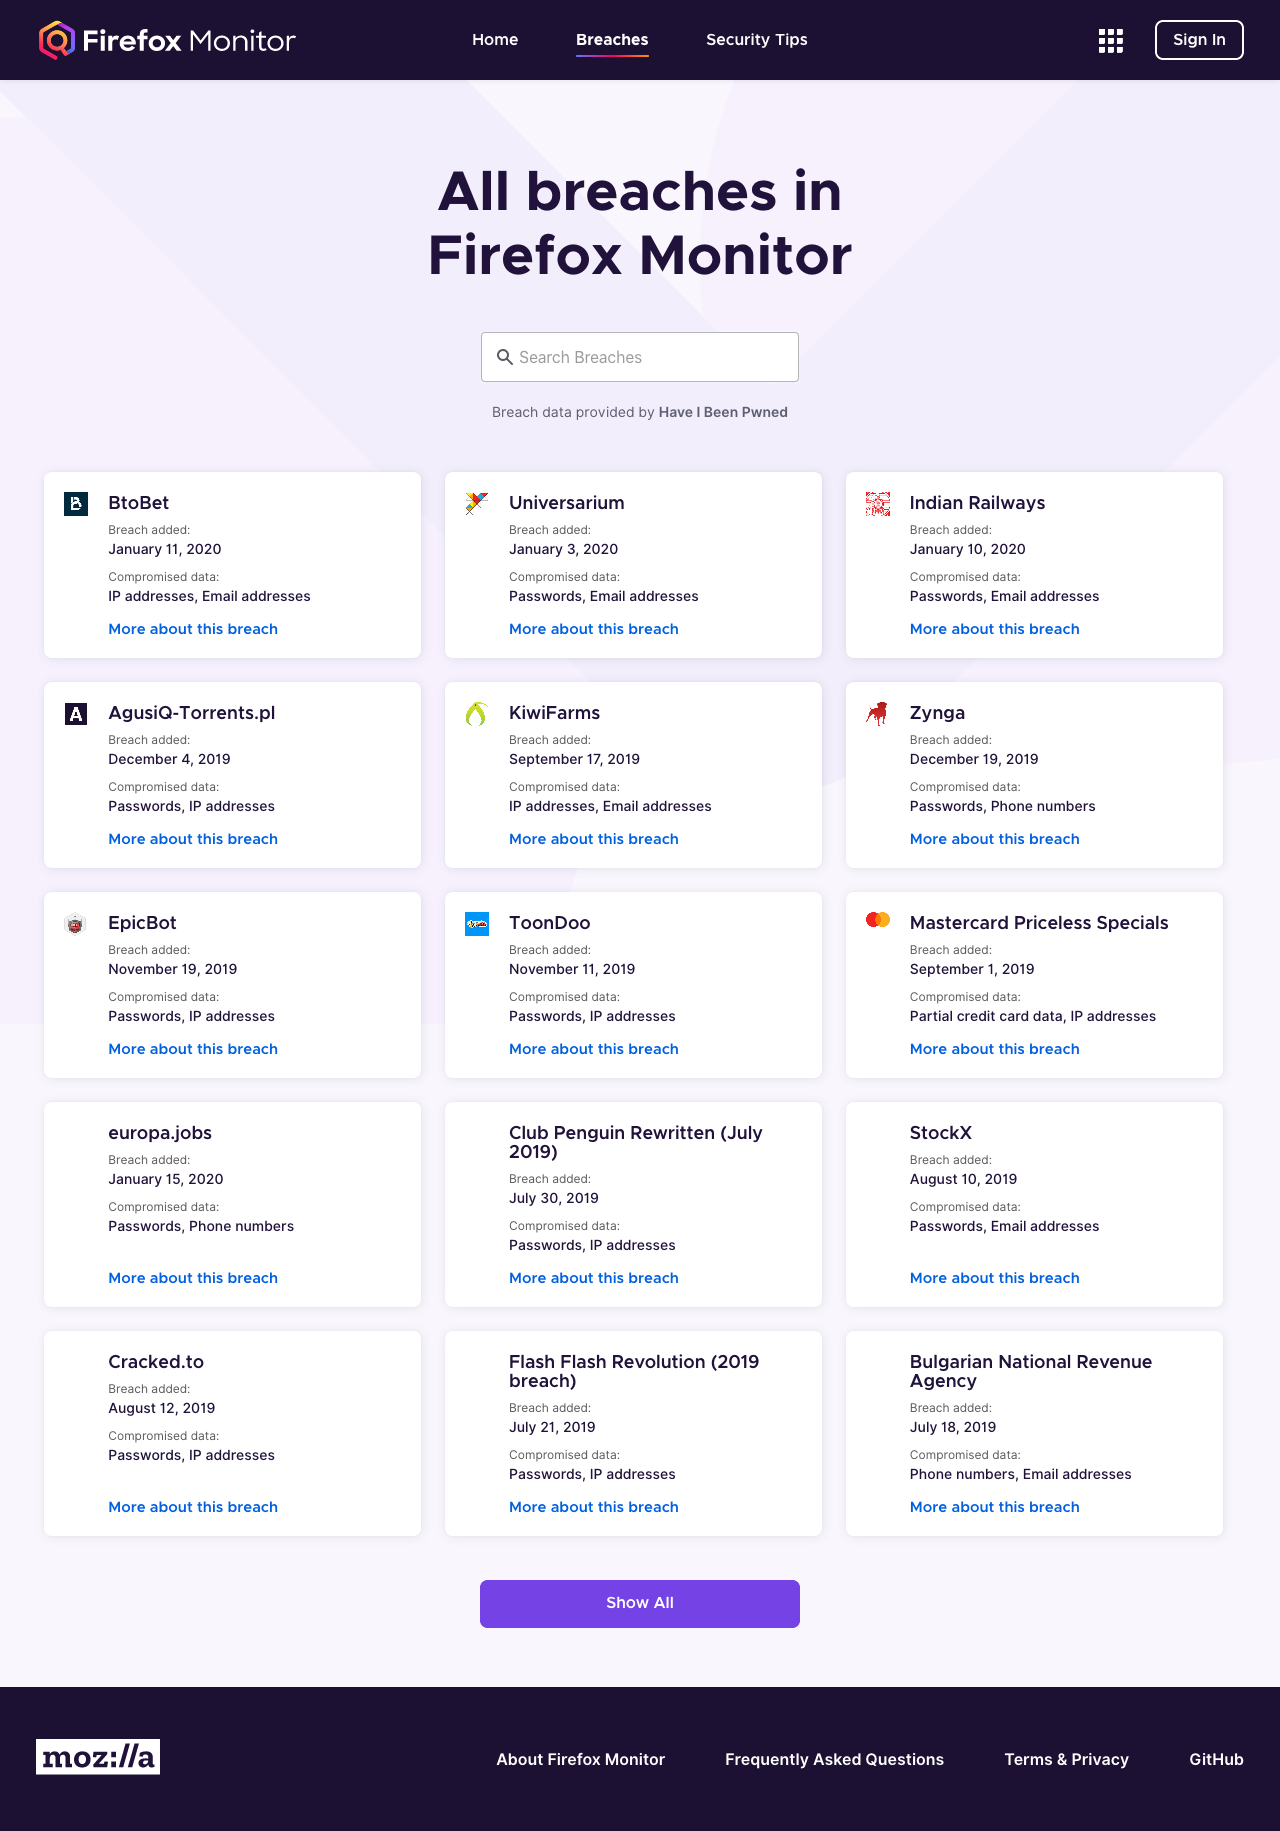 Firefox Monitor
Home
Breaches
Security Tips
Sign In
All breaches in
Firefox Monitor
Search Breaches
Breach data provided by Have I Been Pwned
BtoBet
Breach added:
January 11, 2020
Compromised data:
IP addresses, Email addresses
More about this breach
Universarium
Breach added:
January 3, 2020
Compromised data:
Passwords, Email addresses
More about this breach
Indian Railways
Breach added:
January 10, 2020
Compromised data:
Passwords, Email addresses
More about this breach
AgusiQ-Torrents.pl
Breach added:
December 4, 2019
Compromised data:
Passwords, IP addresses
More about this breach
KiwiFarms
Breach added:
September 17, 2019
Compromised data:
IP addresses, Email addresses
More about this breach
Zynga
Breach added:
December 19, 2019
Compromised data:
Passwords, Phone numbers
More about this breach
EpicBot
Breach added:
November 19, 2019
Compromised data:
Passwords, IP addresses
More about this breach
ToonDoo
Breach added:
November 11, 2019
Compromised data:
Passwords, IP addresses
More about this breach
Mastercard Priceless Specials
Breach added:
September 1, 2019
Compromised data:
Partial credit card data, IP addresses
More about this breach
europa.jobs
Breach added:
January 15, 2020
Compromised data:
Passwords, Phone numbers
More about this breach
Club Penguin Rewritten (July
2019)
Breach added:
July 30, 2019
Compromised data:
Passwords, IP addresses
More about this breach
StockX
Breach added:
August 10, 2019
Compromised data:
Passwords, Email addresses
More about this breach
Cracked.to
Breach added:
August 12, 2019
Compromised data:
Passwords, IP addresses
More about this breach
Flash Flash Revolution (2019
breach)
Breach added:
July 21, 2019
Compromised data:
Passwords, IP addresses
More about this breach
Bulgarian National Revenue
Agency
Breach added:
July 18, 2019
Compromised data:
Phone numbers, Email addresses
More about this breach
Show All
moz://a
About Firefox Monitor
Frequently Asked Questions
Terms & Privacy
GitHub